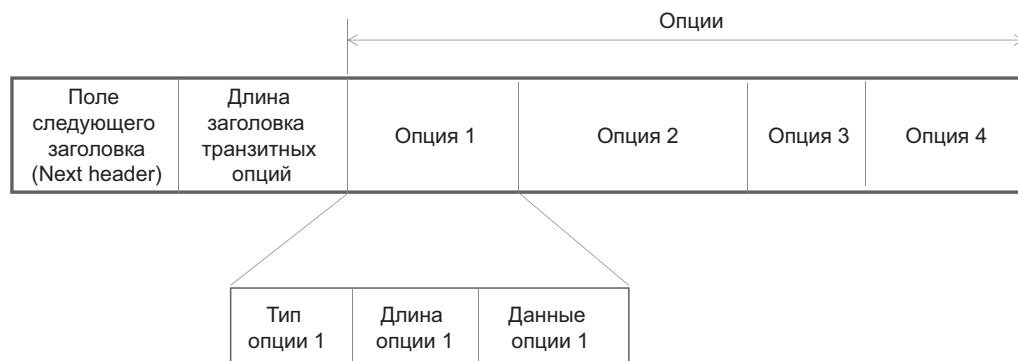 Опции
Поле
следующего
заголовка
(Next header)
Длина
заголовка
транзитных
опций
Опция 1
Опция 2
Опция 3
Опция 4
Тип
опции 1
Длина
опции 1
Данные
опции 1